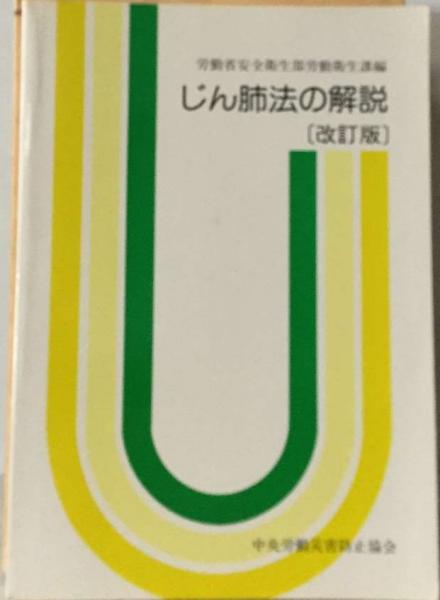 労働省安全衛生部労働衛生課編
じん肺法の解説
〔改訂版〕
中央労働災害防止協会